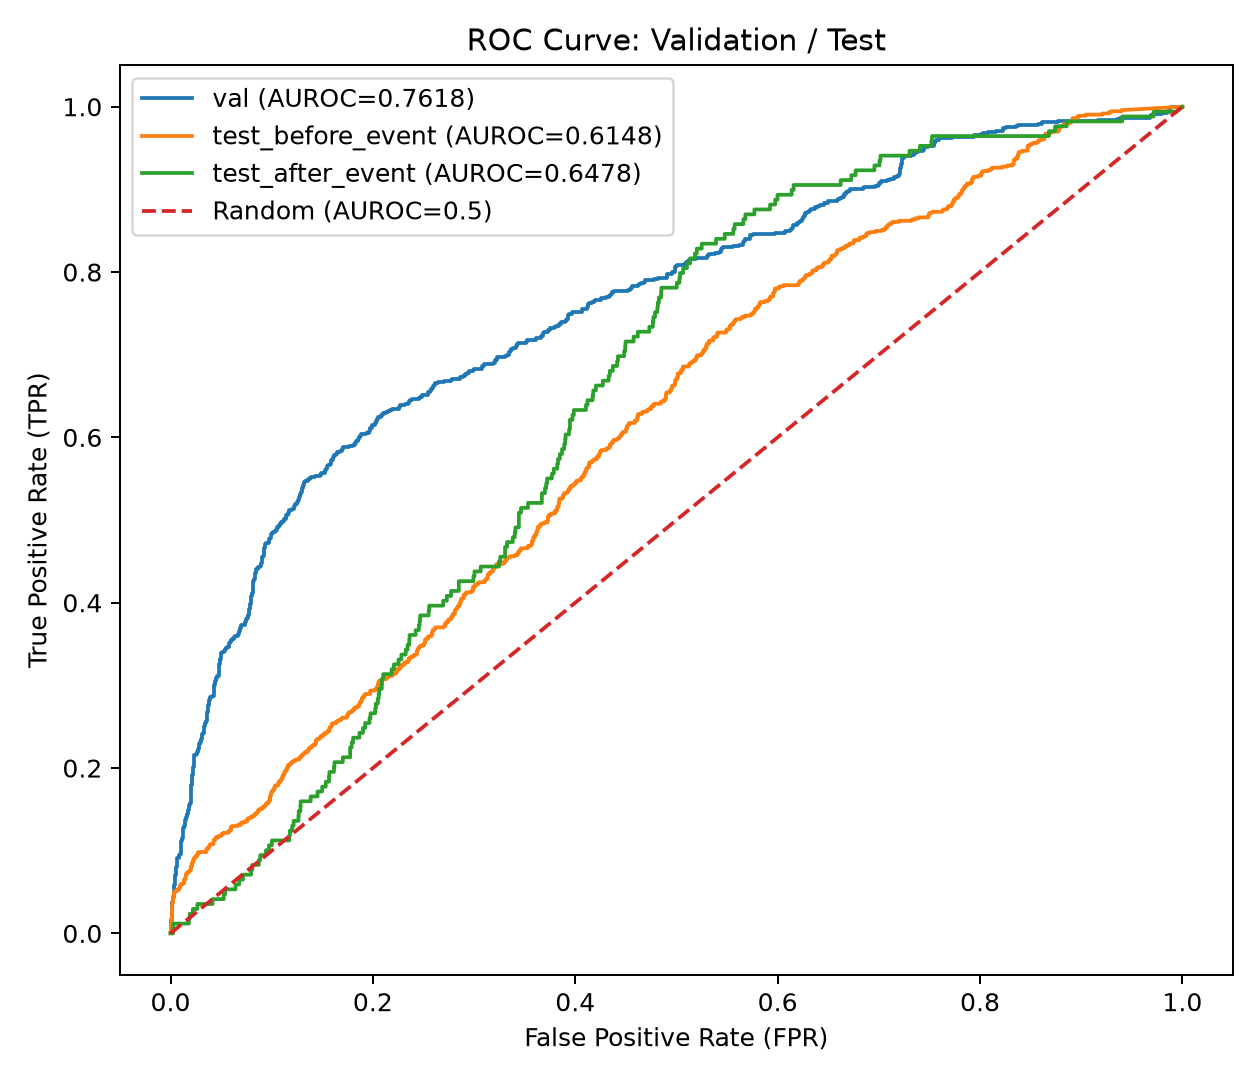 ROC Curve: Validation / Test
val (AUROC=0.7618)
test_before_event (AUROC=0.6148)
test_after_event (AUROC=0.6478)
Random (AUROC=0.5)
True Positive Rate (TPR)
1.0
0.8
0.6
0.4
0.2
0.0
0.0 0.2 0.4 0.6 0.8 1.0
False Positive Rate (FPR)